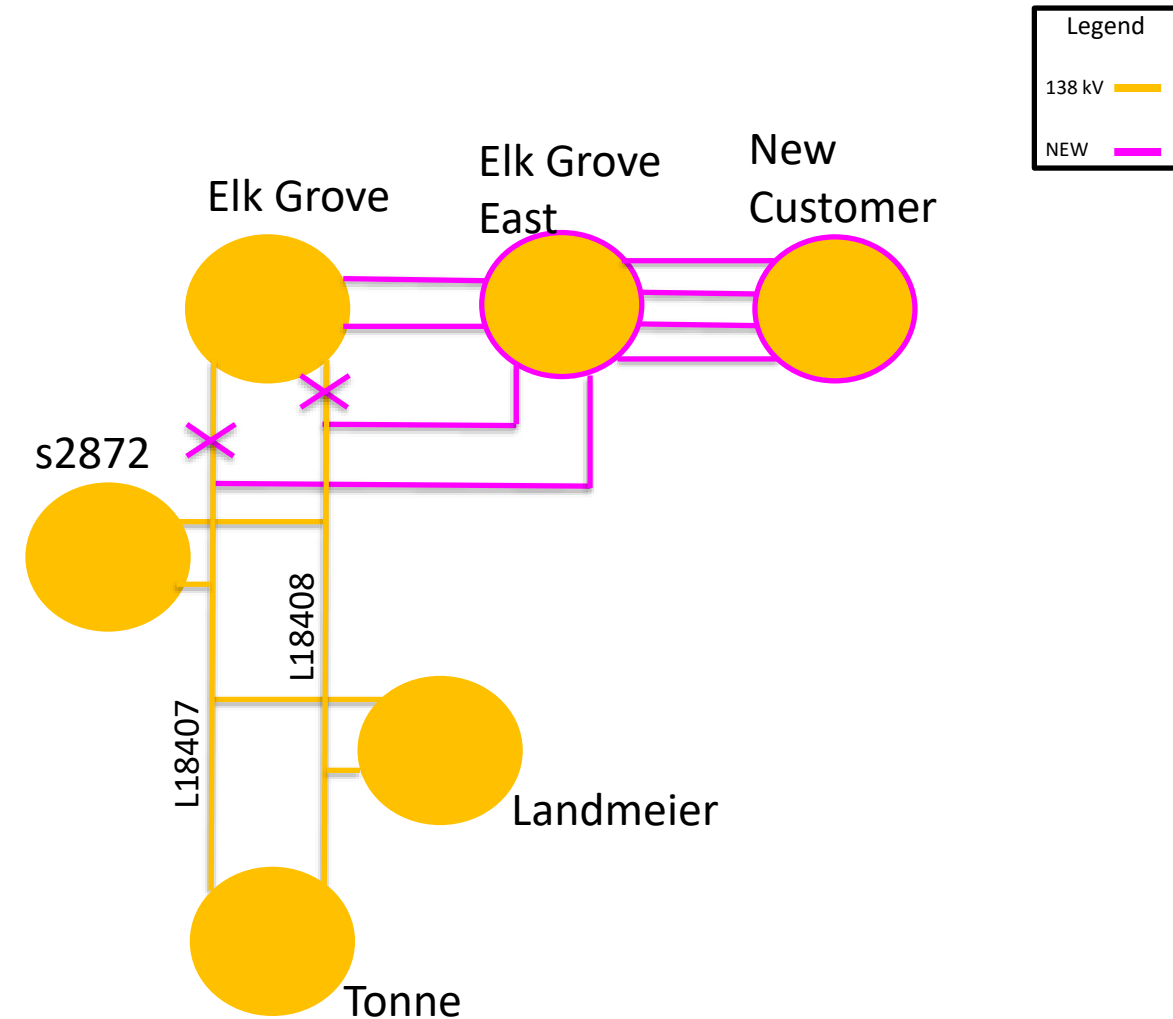 Legend
138 kV
NEW
New
Customer
Elk Grove
East
Elk Grove
s2872
L18408
L18407
Landmeier
Tonne